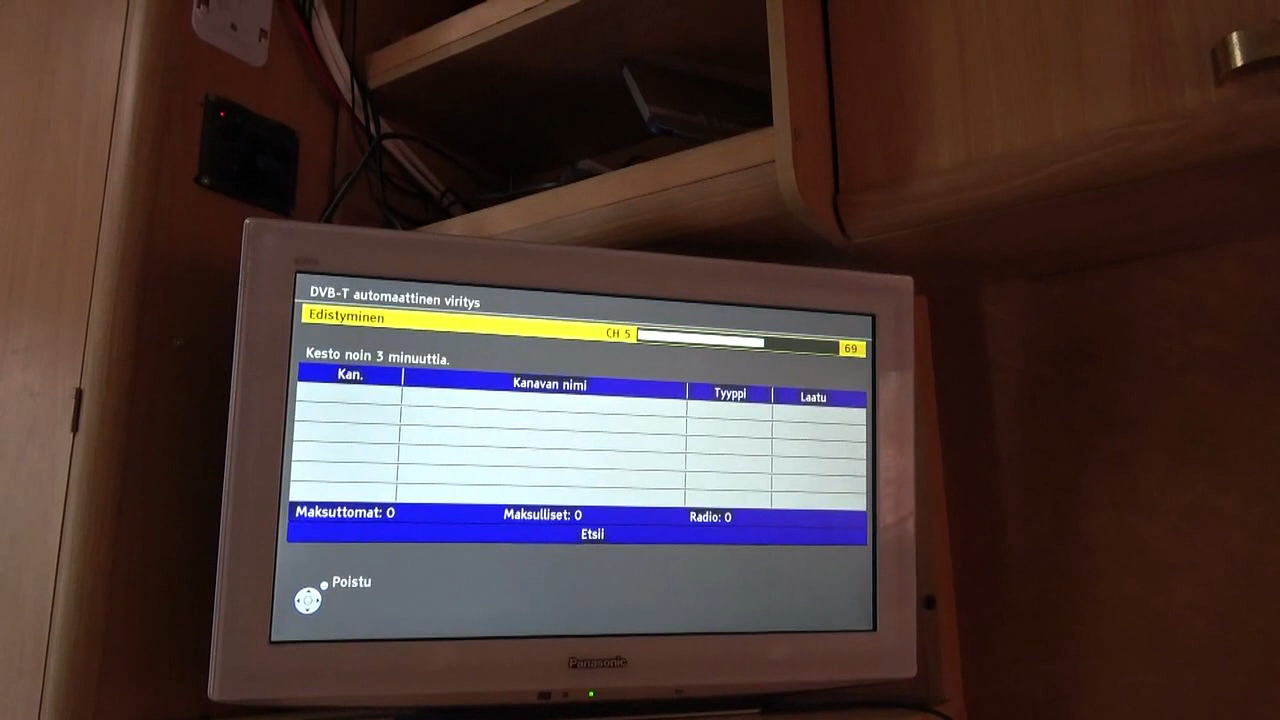 DVB-T automaattinen viritys
Edistyminen CH 5 69
Kesto noin 3 minuuttia.
Kan. Kanavan nimi Tyyppi Laatu
Maksuttomat: 0 Maksulliset: 0 Radio: 0
Etsii
Poistu
Panasonic